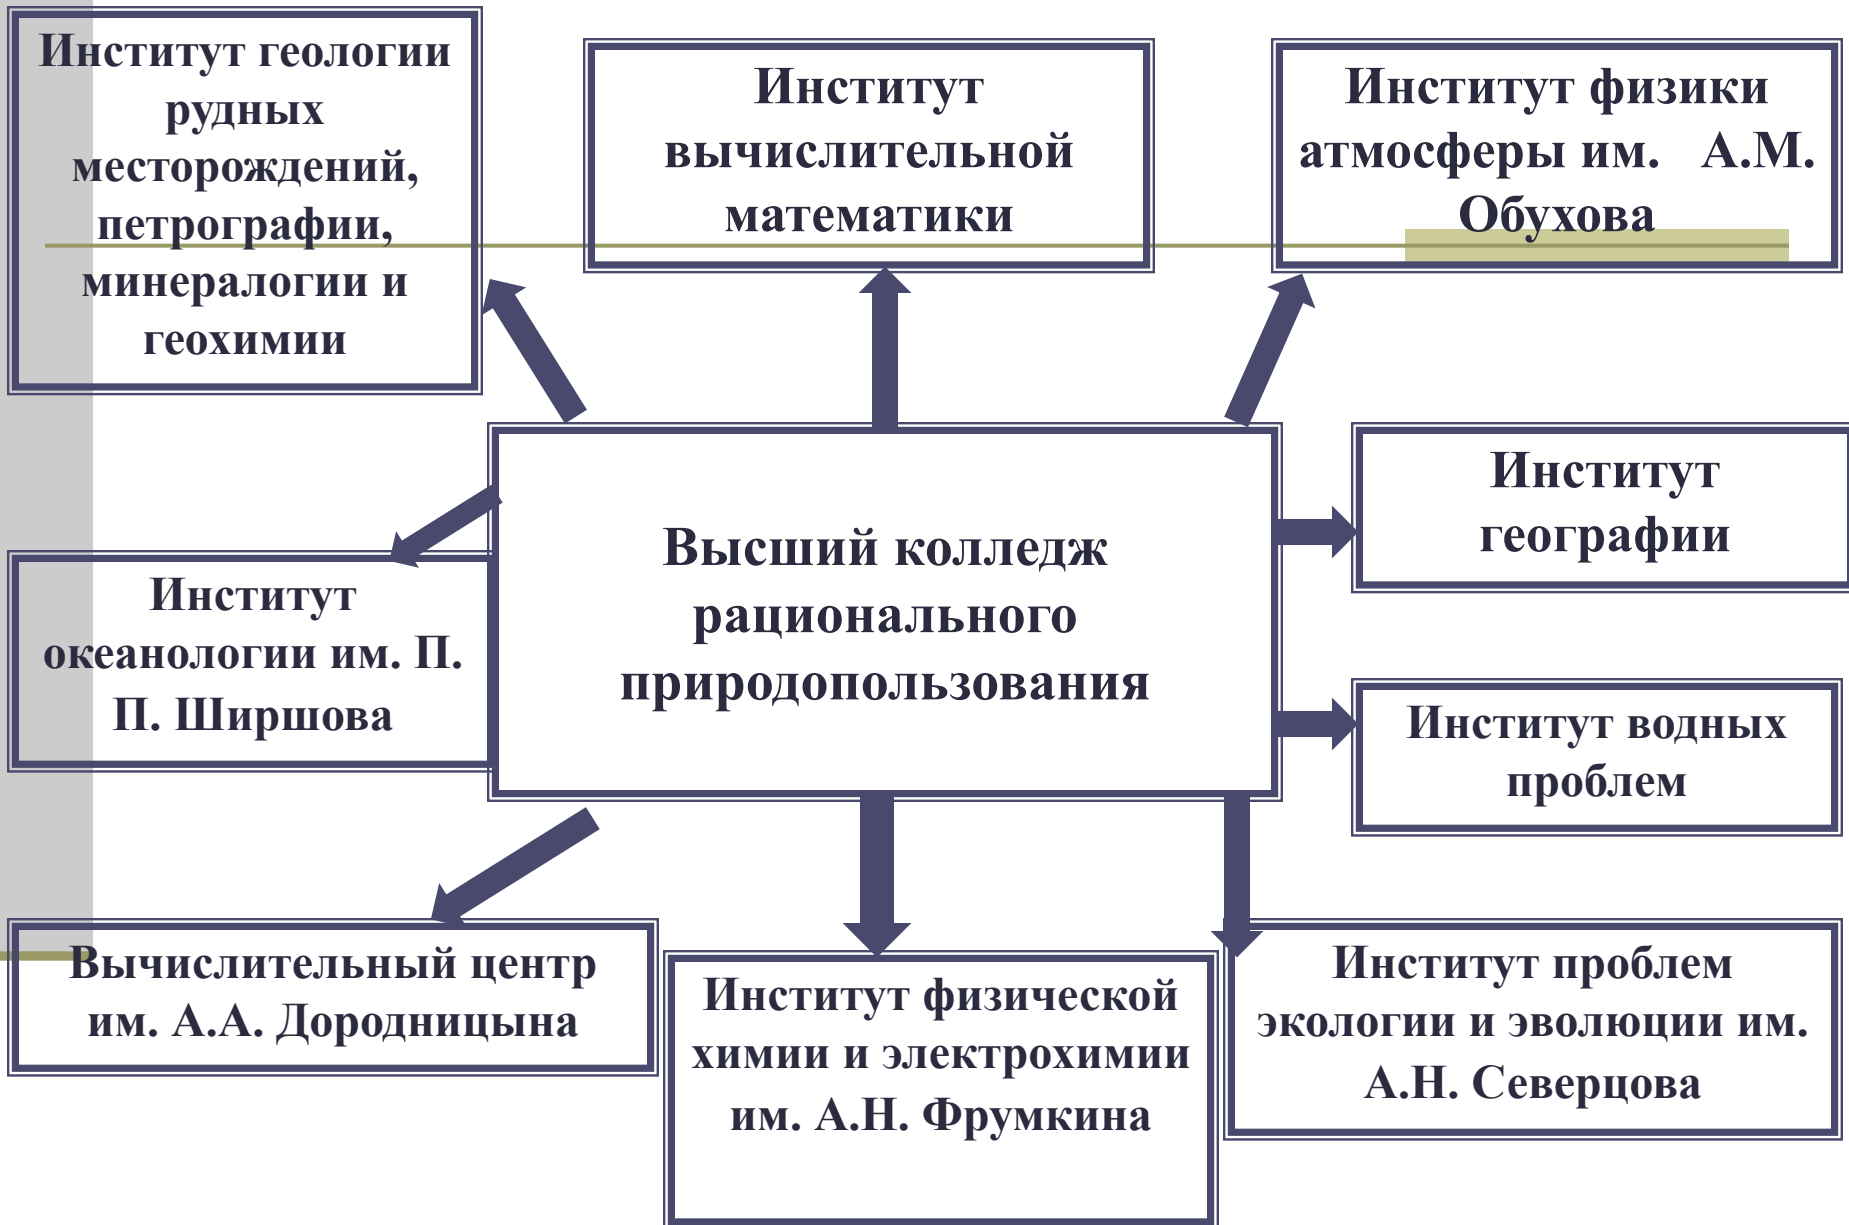 Институт геологии
рудных
месторождений,
петрографии,
минералогии и
геохимии
Институт
вычислительной
математики
Институт физики
атмосферы им. А.М.
Обухова
Высший колледж
рационального
природопользования
Институт
географии
Институт
океанологии им. П.
П. Ширшова
Институт водных
проблем
Вычислительный центр
им. А.А. Дородницына
Институт физической
химии и электрохимии
им. А.Н. Фрумкина
Институт проблем
экологии и эволюции им.
А.Н. Северцова